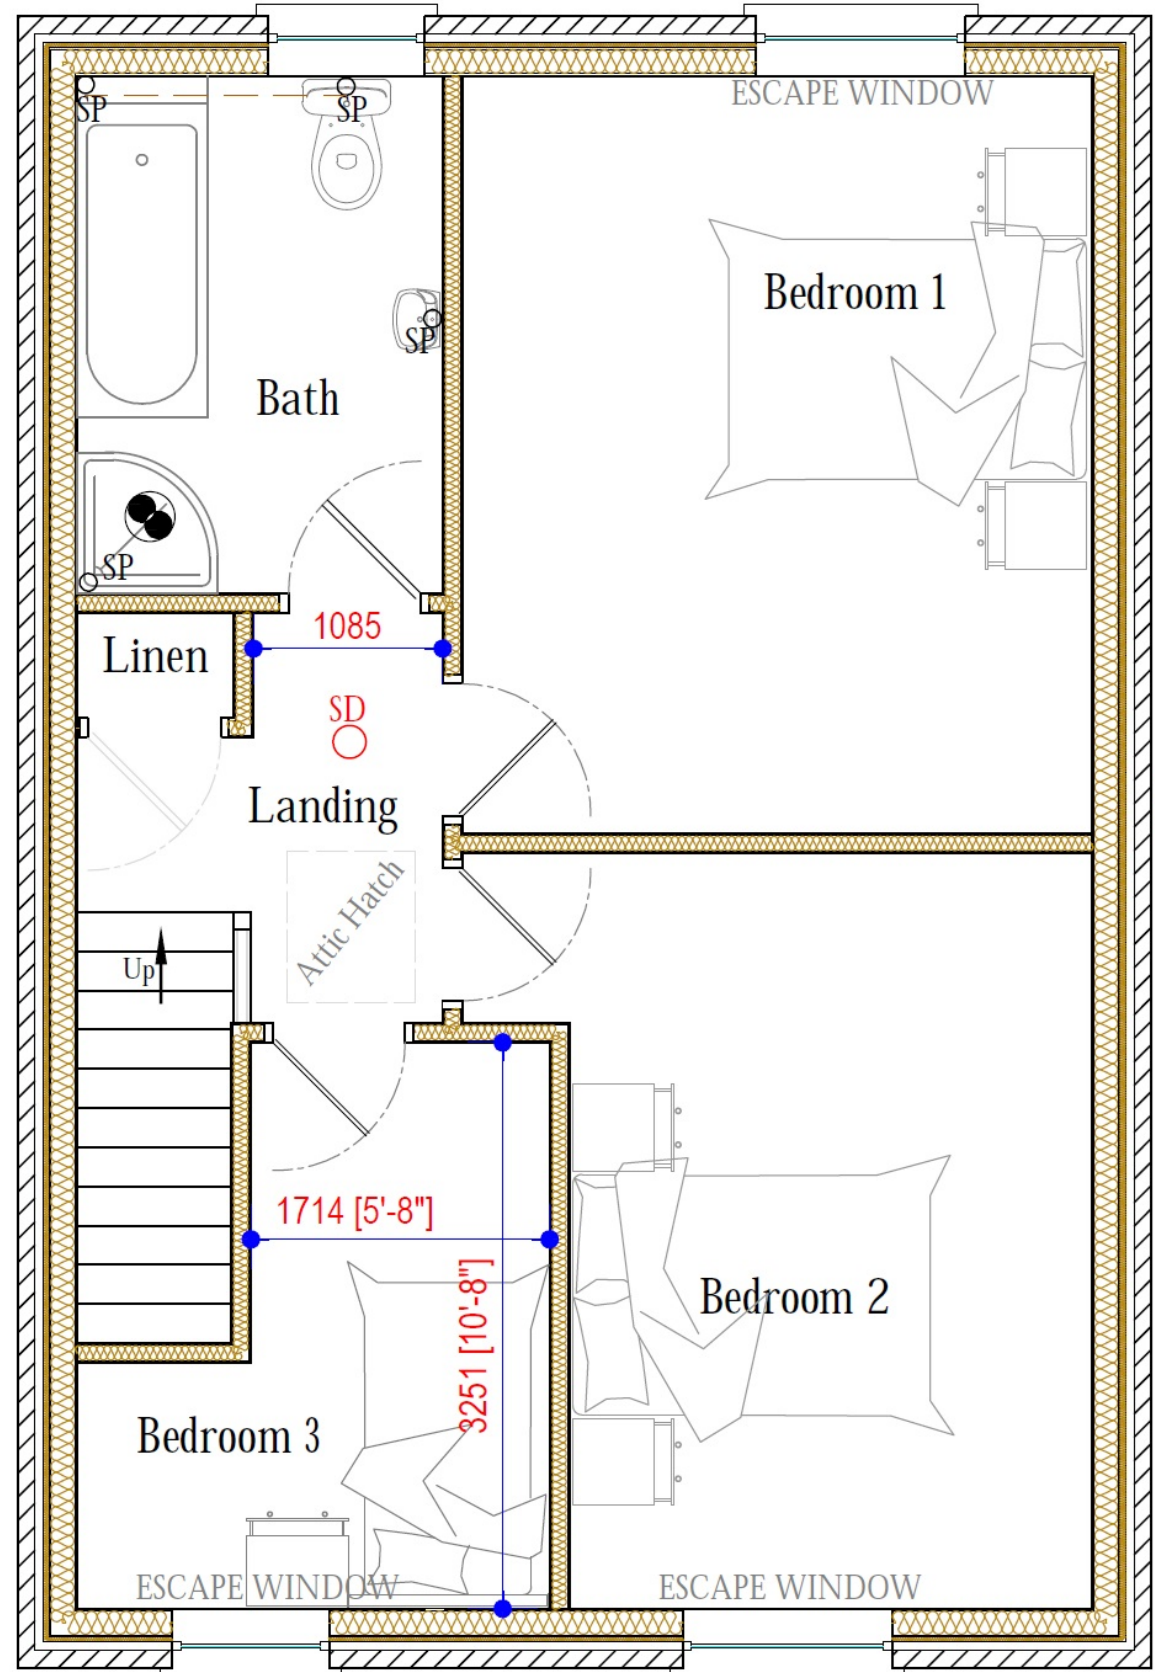 ESCAPE WINDOW
SP
SP
Bedroom 1
SP
Bath
SP
1085
Linen
SD
Landing
Attic Hatch
Up
1714 [5'-8"]
3251 [10'-8"]
Bedroom 2
Bedroom 3
ESCAPE WINDOW
ESCAPE WINDOW